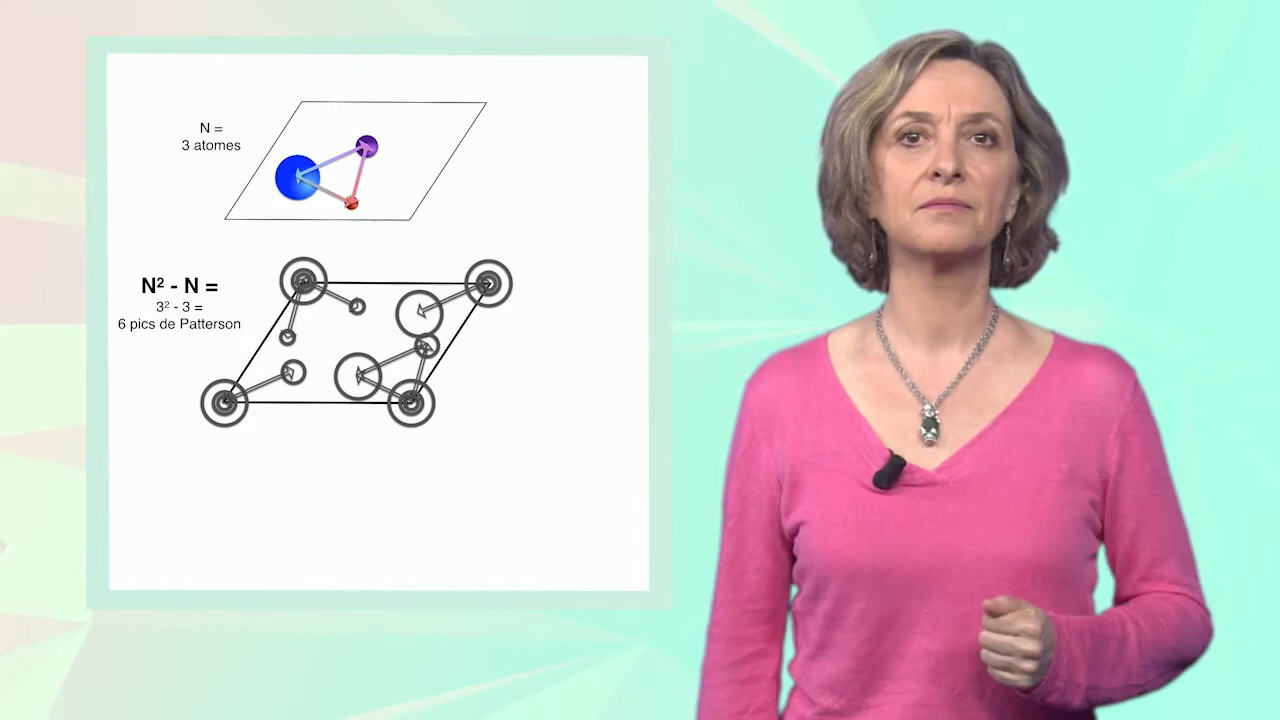 N =
3 atomes
N² - N =
3² - 3 =
6 pics de Patterson